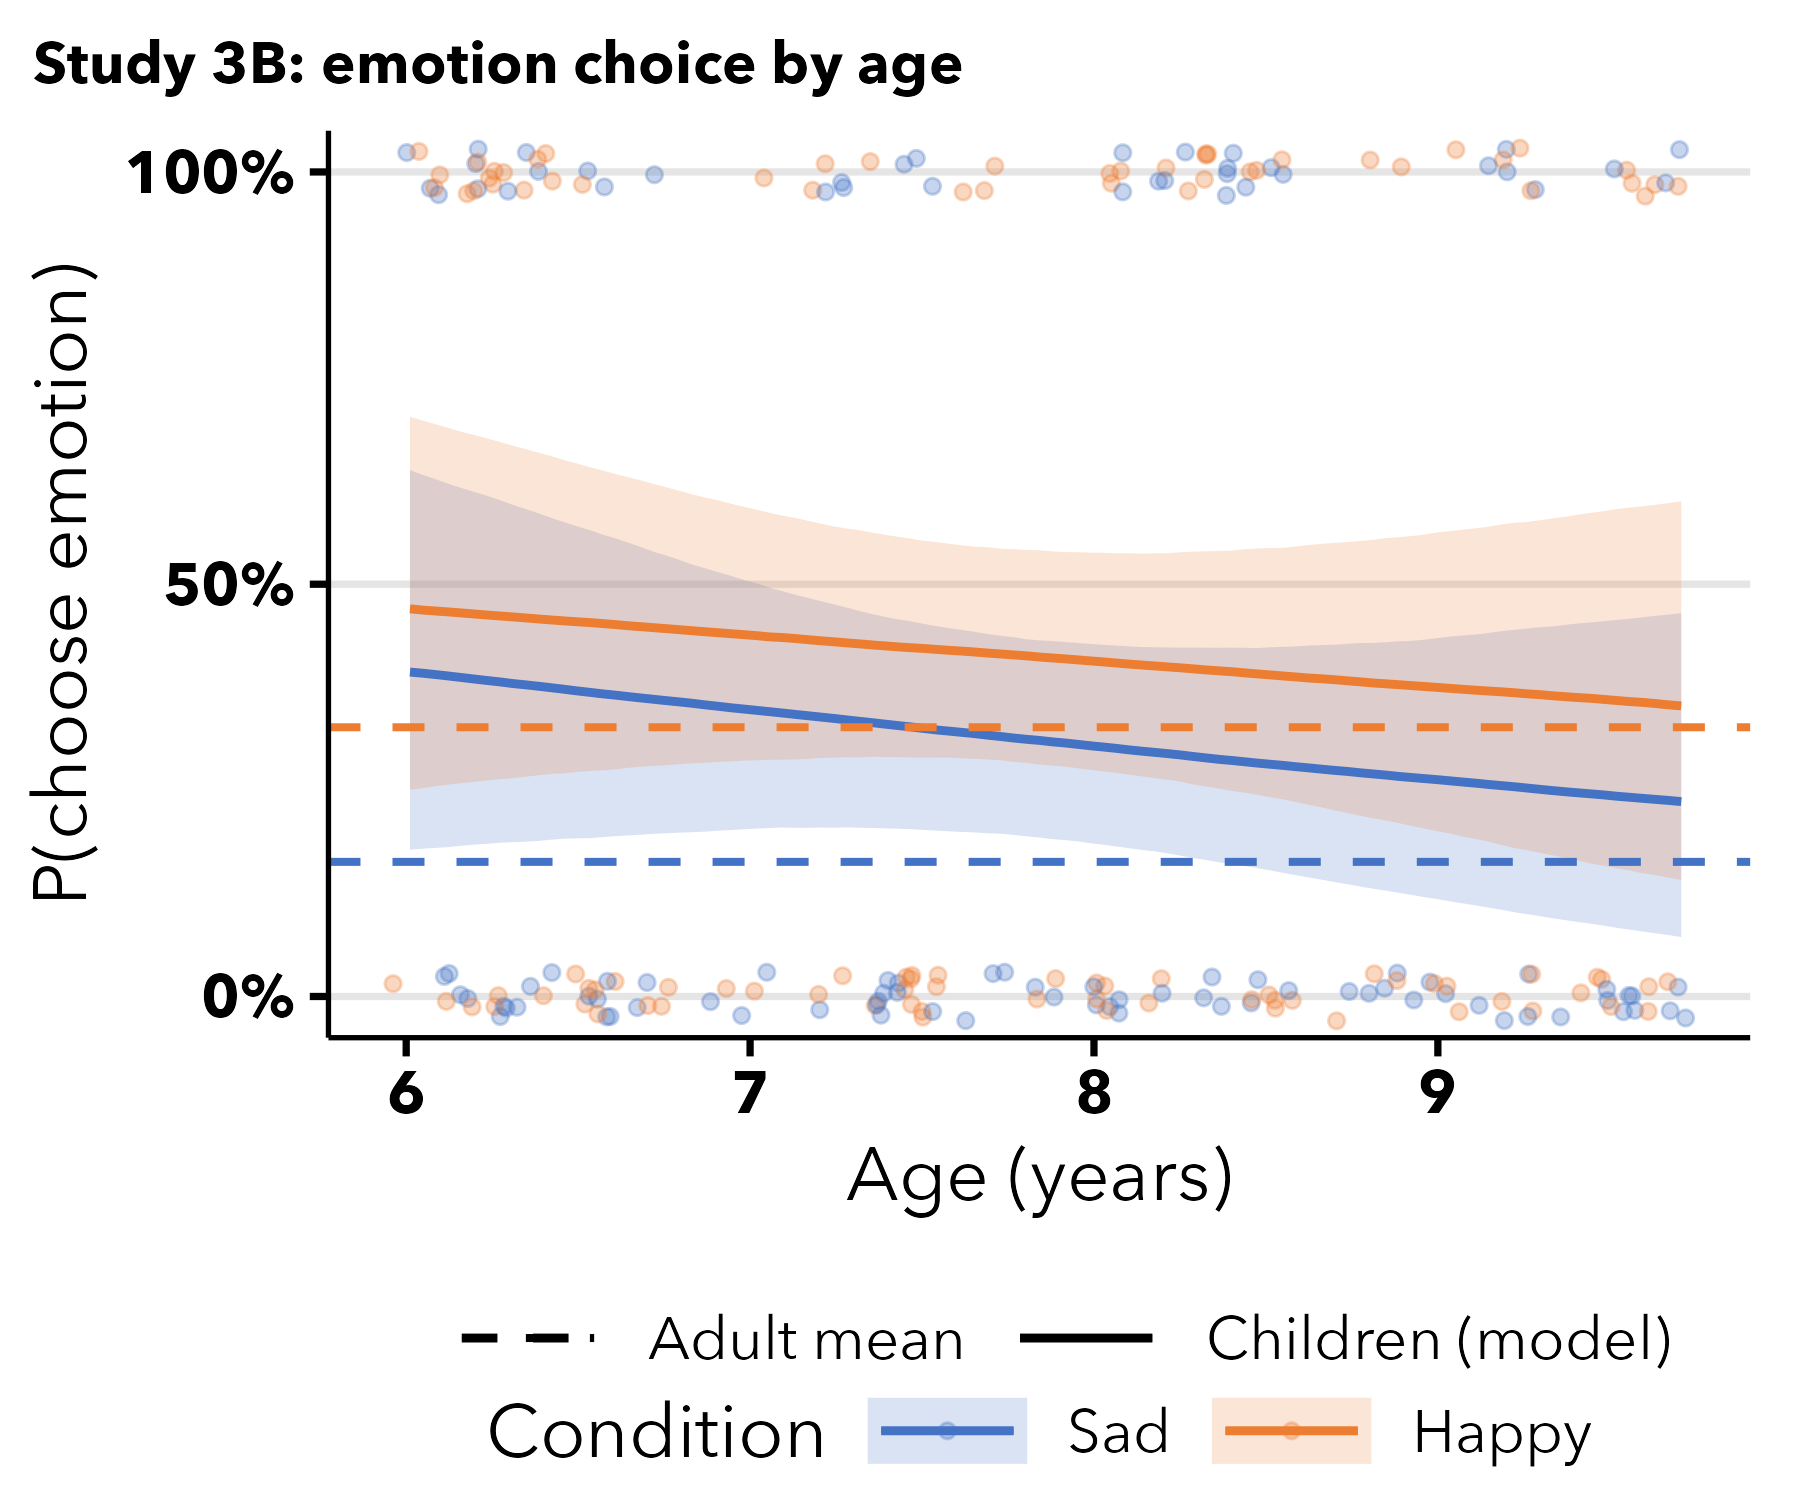 Study 3B: emotion choice by age
P(choose emotion)
100%
50%
0%
6 7 8 9
Age (years)
Adult mean Children (model)
Condition Sad Happy